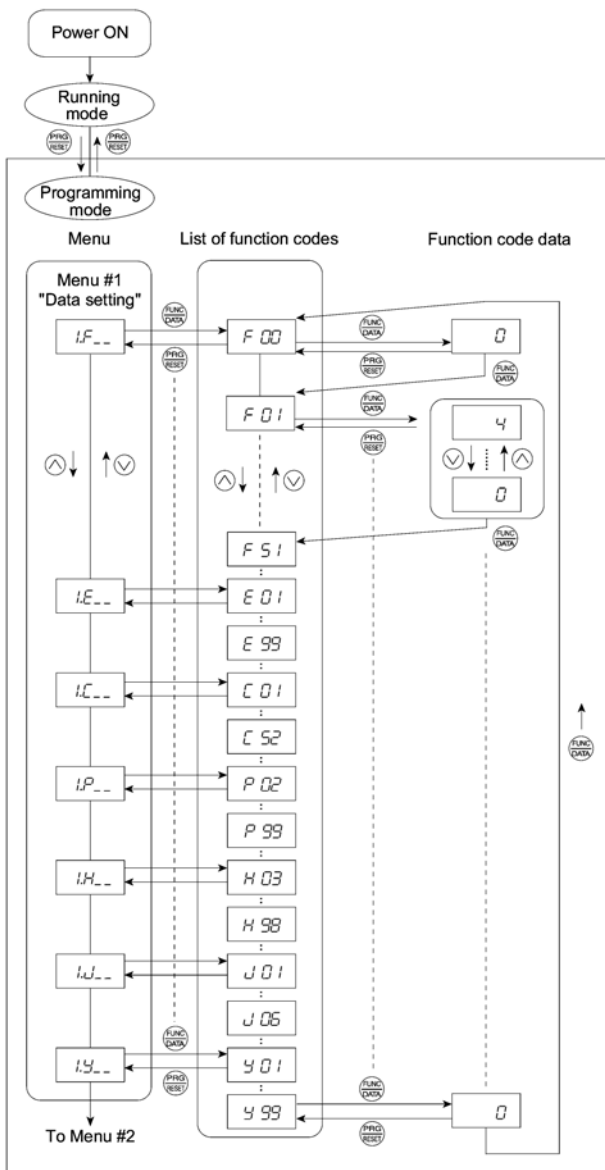 Power ON
Running
mode
PRG
RESET
PRG
RESET
Programming
mode
Menu
List of function codes
Function code data
Menu #1
"Data setting"
FUNC
DATA
1.F__
F 00
FUNC
DATA
0
PRG
RESET
PRG
RESET
FUNC
DATA
F 01
FUNC
DATA
PRG
RESET
4
0
FUNC
DATA
F 51
1.E__
E 01
E 99
1.C__
C 01
C 52
FUNC
DATA
1.P__
P 02
P 99
1.H__
H 03
H 98
1.J__
J 01
J 06
FUNC
DATA
1.y__
y 01
PRG
RESET
FUNC
DATA
y 99
0
PRG
RESET
To Menu #2